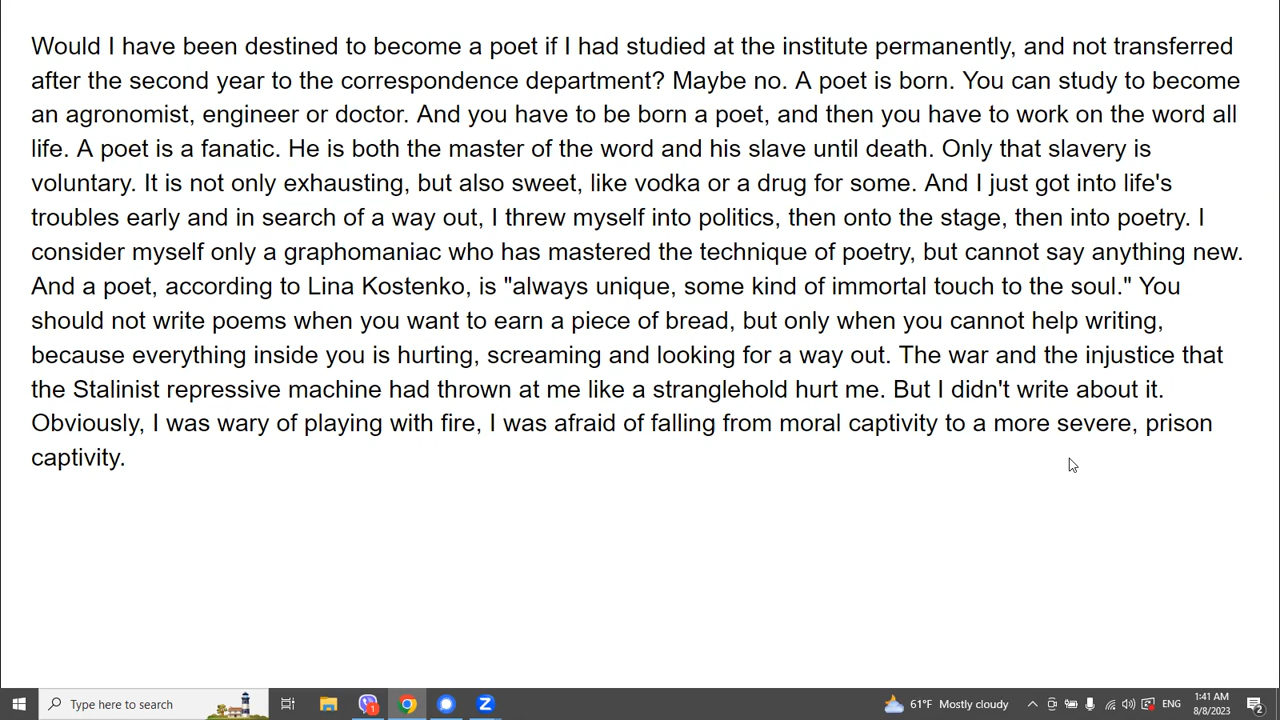 Would I have been destined to become a poet if I had studied at the institute permanently, and not transferred
after the second year to the correspondence department? Maybe no. A poet is born. You can study to become
an agronomist, engineer or doctor. And you have to be born a poet, and then you have to work on the word all
life. A poet is a fanatic. He is both the master of the word and his slave until death. Only that slavery is
voluntary. It is not only exhausting, but also sweet, like vodka or a drug for some. And I just got into life's
troubles early and in search of a way out, I threw myself into politics, then onto the stage, then into poetry. I
consider myself only a graphomaniac who has mastered the technique of poetry, but cannot say anything new.
And a poet, according to Lina Kostenko, is "always unique, some kind of immortal touch to the soul." You
should not write poems when you want to earn a piece of bread, but only when you cannot help writing,
because everything inside you is hurting, screaming and looking for a way out. The war and the injustice that
the Stalinist repressive machine had thrown at me like a stranglehold hurt me. But I didn't write about it.
Obviously, I was wary of playing with fire, I was afraid of falling from moral captivity to a more severe, prison
captivity.
Type here to search
1
Z
61°F Mostly cloudy
ENG
1:41 AM
8/8/2023
2